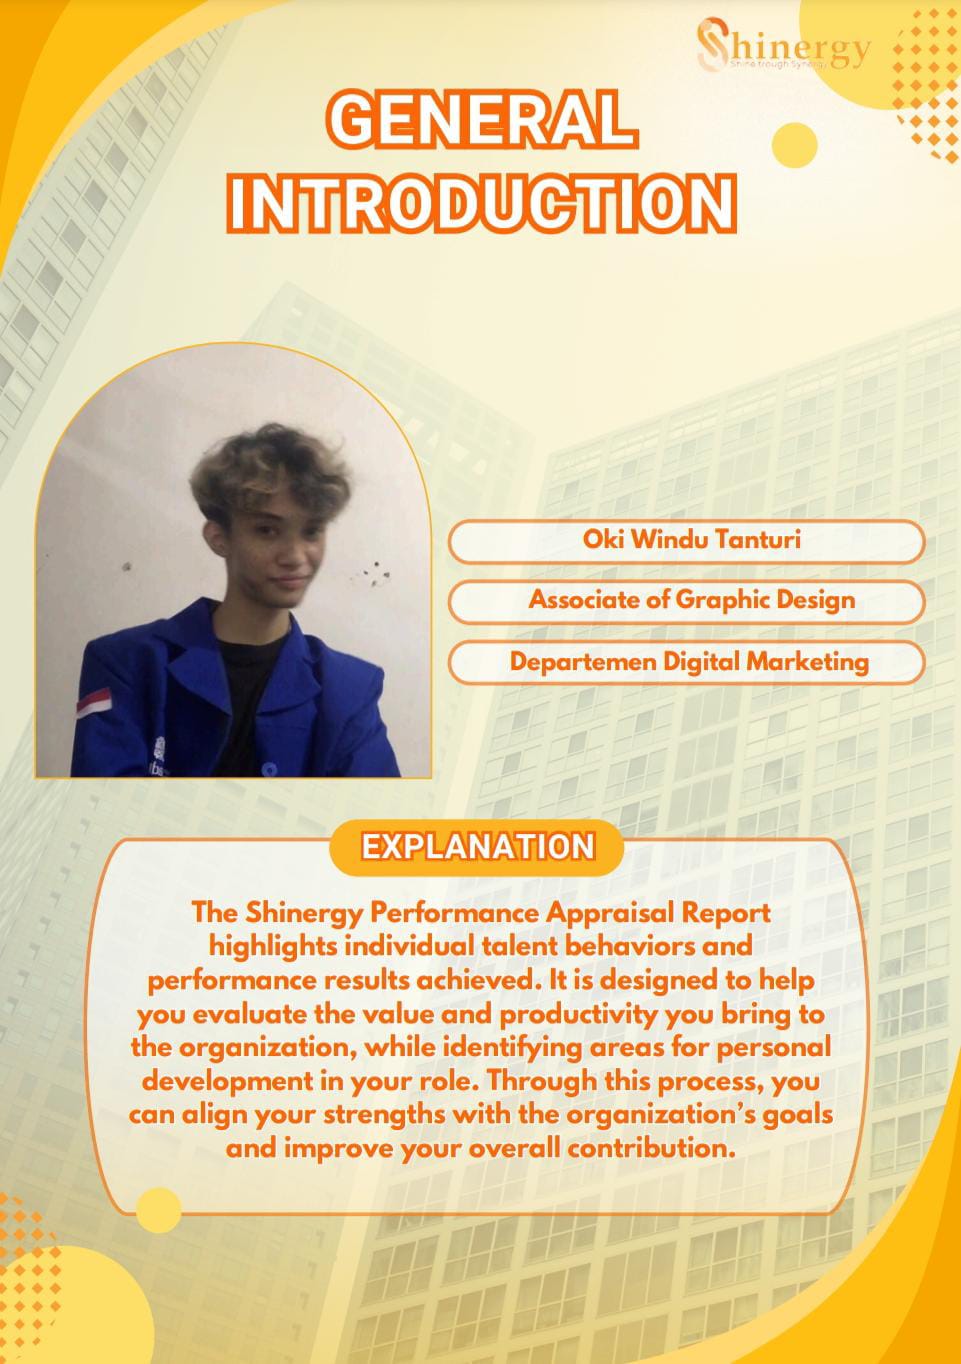 Shinergy
Shine trough Synergy
GENERAL
INTRODUCTION
Oki Windu Tanturi
Associate of Graphic Design
Departemen Digital Marketing
EXPLANATION
The Shinergy Performance Appraisal Report
highlights individual talent behaviors and
performance results achieved. It is designed to help
you evaluate the value and productivity you bring to
the organization, while identifying areas for personal
development in your role. Through this process, you
can align your strengths with the organization's goals
and improve your overall contribution.